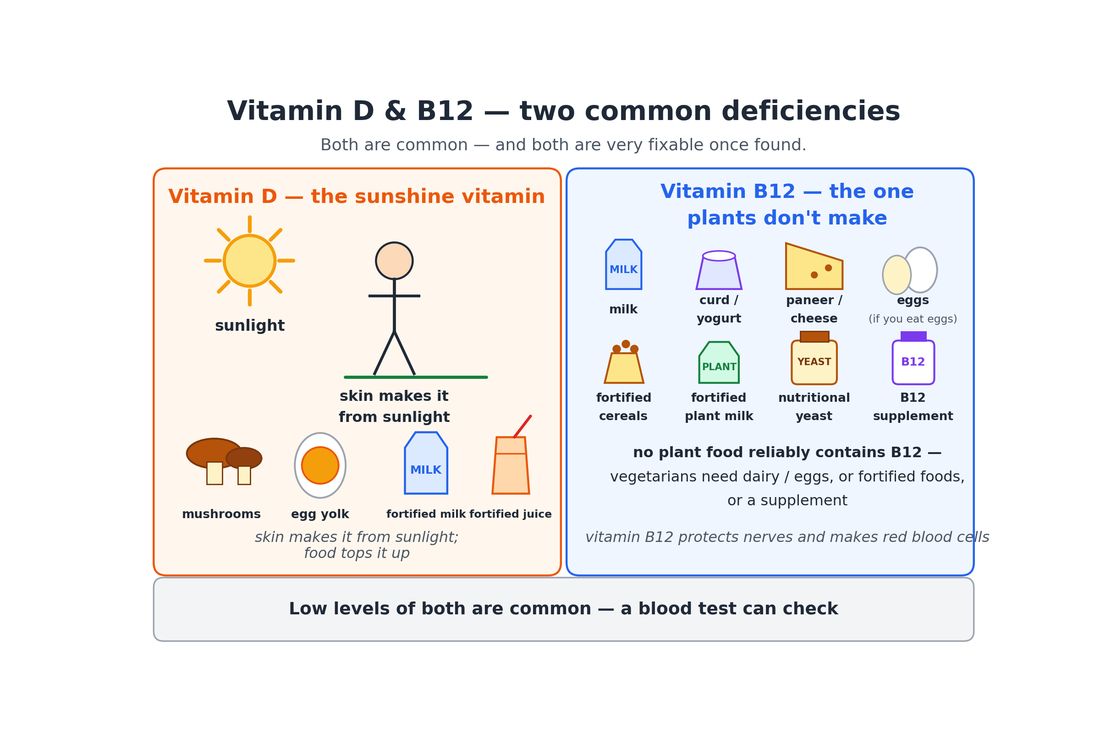 Vitamin D & B12 — two common deficiencies
Both are common — and both are very fixable once found.
Vitamin D — the sunshine vitamin
sunlight
skin makes it
from sunlight
MILK
mushrooms
egg yolk
fortified milk
fortified juice
skin makes it from sunlight;
food tops it up
Vitamin B12 — the one
plants don't make
MILK
milk
curd /
yogurt
paneer /
cheese
eggs
(if you eat eggs)
PLANT
YEAST
B12
fortified
cereals
fortified
plant milk
nutritional
yeast
B12
supplement
no plant food reliably contains B12 —
vegetarians need dairy / eggs, or fortified foods,
or a supplement
vitamin B12 protects nerves and makes red blood cells
Low levels of both are common — a blood test can check